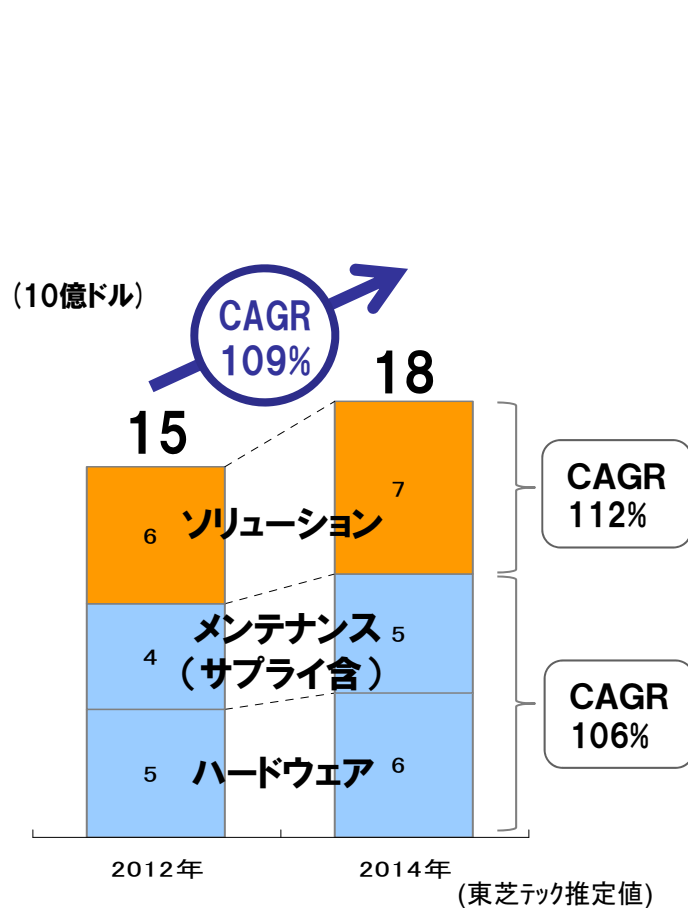 (10億ドル)
CAGR
109%
15
18
6
ソリューション
7
CAGR
112%
4
メンテナンス
(サプライ含)
5
5
ハードウェア
6
CAGR
106%
2012年
2014年
(東芝テック推定値)